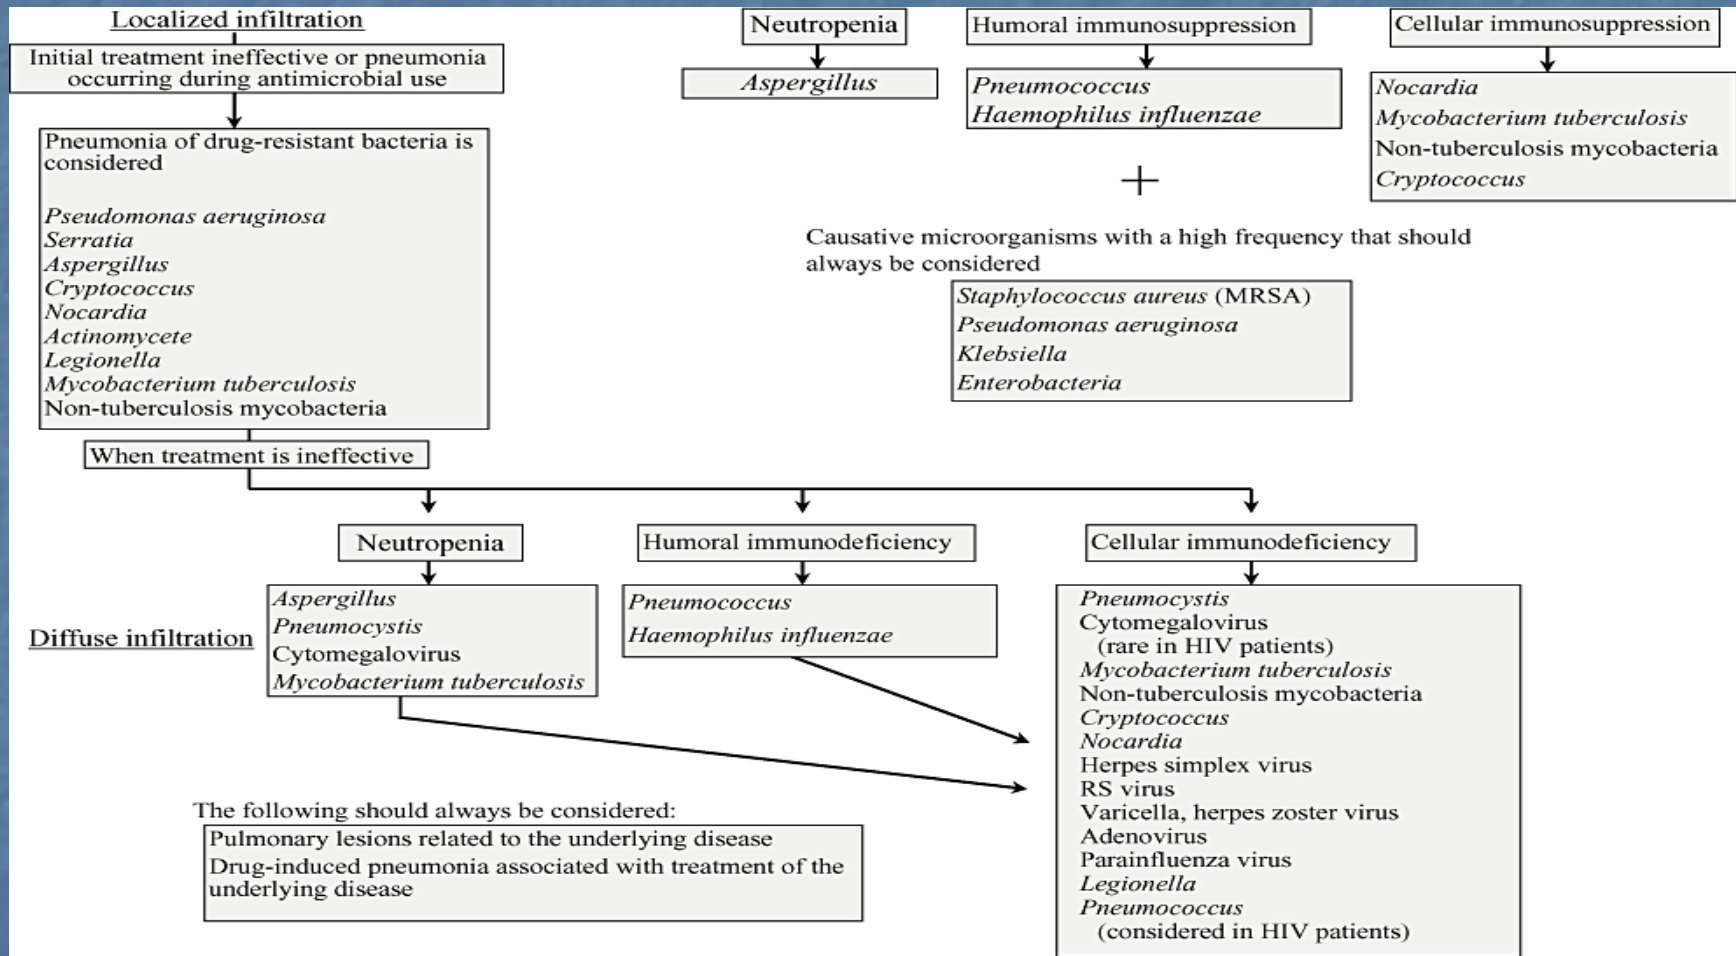 Localized infiltration
Initial treatment ineffective or pneumonia
occurring during antimicrobial use
Pneumonia of drug-resistant bacteria is
considered
Pseudomonas aeruginosa
Serratia
Aspergillus
Cryptococcus
Nocardia
Actinomycete
Legionella
Mycobacterium tuberculosis
Non-tuberculosis mycobacteria
When treatment is ineffective
Neutropenia
Aspergillus
Humoral immunosuppression
Pneumococcus
Haemophilus influenzae
Cellular immunosuppression
Nocardia
Mycobacterium tuberculosis
Non-tuberculosis mycobacteria
Cryptococcus
+
Causative microorganisms with a high frequency that should
always be considered
Staphylococcus aureus (MRSA)
Pseudomonas aeruginosa
Klebsiella
Enterobacteria
Diffuse infiltration
Neutropenia
Aspergillus
Pneumocystis
Cytomegalovirus
Mycobacterium tuberculosis
Humoral immunodeficiency
Pneumococcus
Haemophilus influenzae
Cellular immunodeficiency
Pneumocystis
Cytomegalovirus
(rare in HIV patients)
Mycobacterium tuberculosis
Non-tuberculosis mycobacteria
Cryptococcus
Nocardia
Herpes simplex virus
RS virus
Varicella, herpes zoster virus
Adenovirus
Parainfluenza virus
Legionella
Pneumococcus
(considered in HIV patients)
The following should always be considered:
Pulmonary lesions related to the underlying disease
Drug-induced pneumonia associated with treatment of the
underlying disease